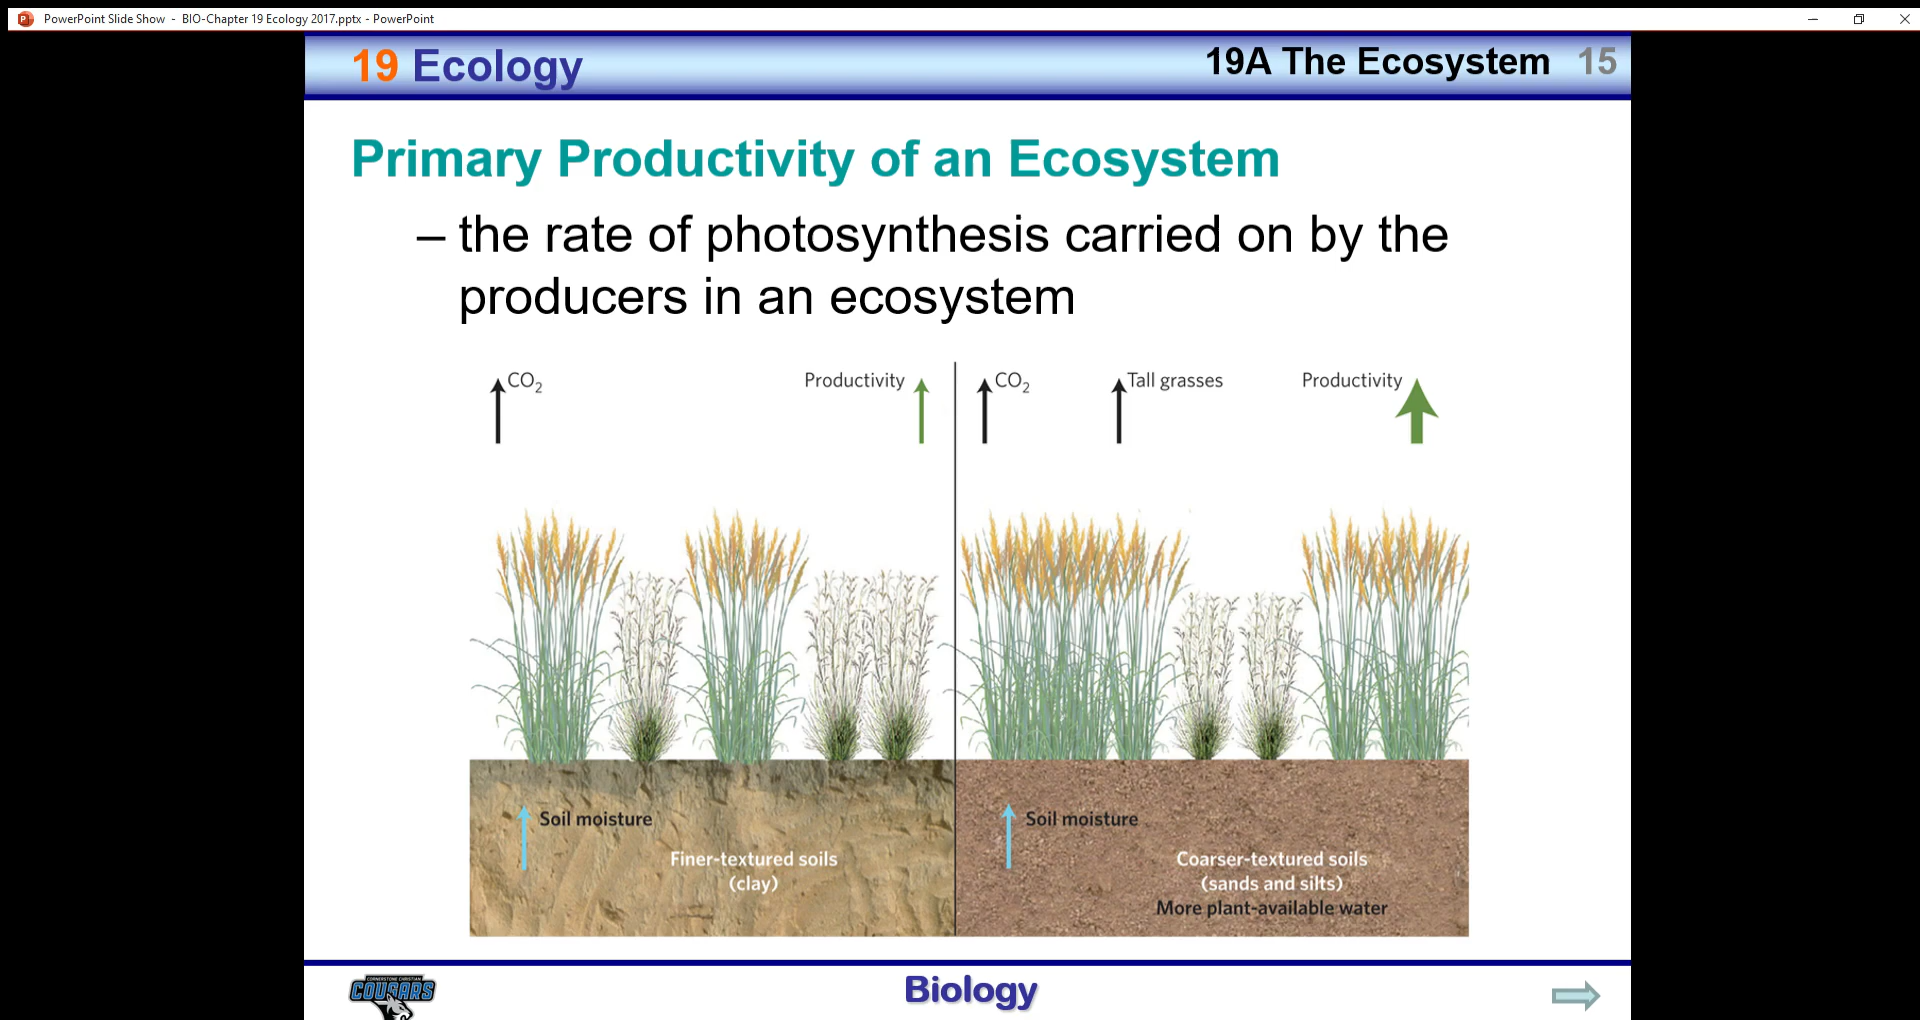 PowerPoint Slide Show - BIO-Chapter 19 Ecology 2017.pptx - PowerPoint
19 Ecology
19A The Ecosystem 15
Primary Productivity of an Ecosystem
– the rate of photosynthesis carried on by the
producers in an ecosystem
CO₂
Productivity
CO₂
Tall grasses
Productivity
Soil moisture
Finer-textured soils
(clay)
Soil moisture
Coarser-textured soils
(sands and silts)
More plant-available water
CORNERSTONE CHRISTIAN
COUGARS
Biology